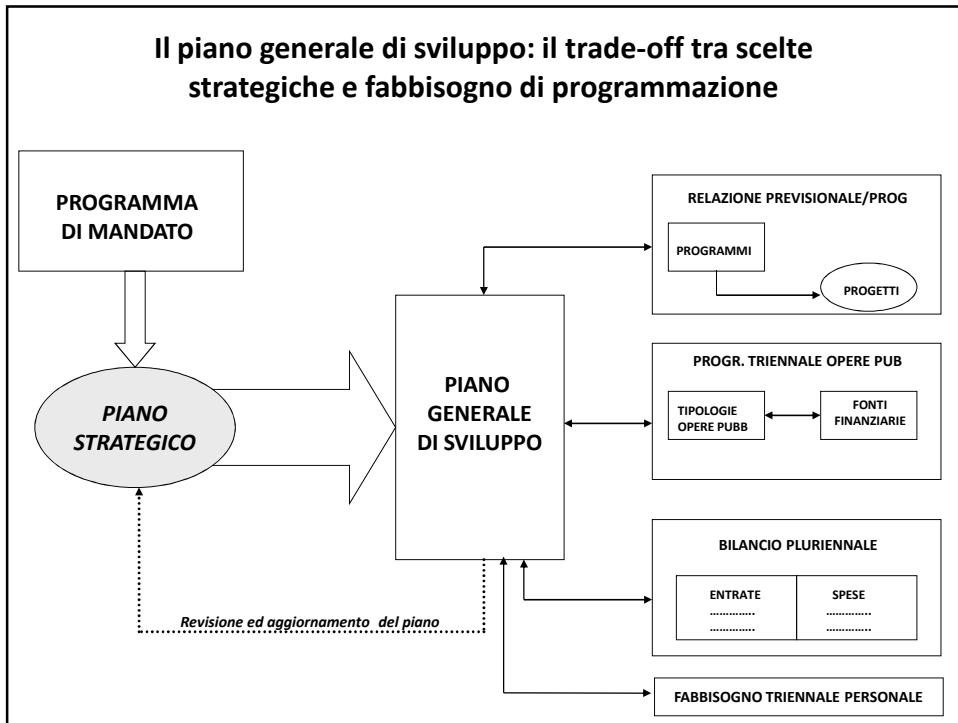 Il piano generale di sviluppo: il trade-off tra scelte
strategiche e fabbisogno di programmazione
PROGRAMMA
DI MANDATO
PIANO
STRATEGICO
Revisione ed aggiornamento del piano
PIANO
GENERALE
DI SVILUPPO
RELAZIONE PREVISIONALE/PROG
PROGRAMMI
PROGETTI
PROGR. TRIENNALE OPERE PUB
TIPOLOGIE
OPERE PUBB
FONTI
FINANZIARIE
BILANCIO PLURIENNALE
ENTRATE
…………..
…………..
SPESE
…………..
…………..
FABBISOGNO TRIENNALE PERSONALE